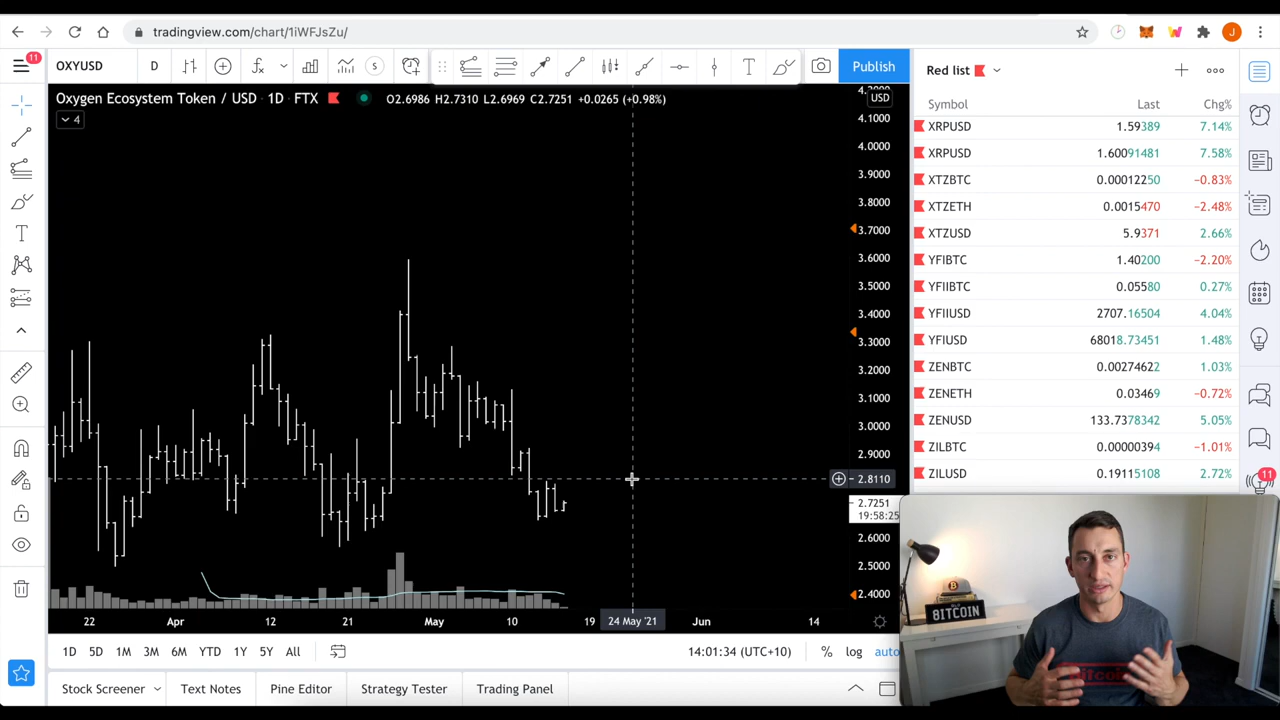 tradingview.com/chart/1iWFJsZu/
J
11
OXYUSD
D
S
T
Publish
Red list
Oxygen Ecosystem Token / USD · 1D · FTX
O2.6986 H2.7310 L2.6969 C2.7251 +0.0265 (+0.98%)
USD
4
Symbol Last Chg%
XRPUSD 1.59389 7.14%
XRPUSD 1.60091481 7.58%
XTZBTC 0.00012250 −0.83%
XTZETH 0.0015470 −2.48%
XTZUSD 5.9371 2.66%
YFIBTC 1.40200 −2.20%
YFIIBTC 0.05580 0.27%
YFIIUSD 2707.16504 4.04%
YFIUSD 68018.73451 1.48%
ZENBTC 0.00274622 1.03%
ZENETH 0.03469 −0.72%
ZENUSD 133.7378342 5.05%
ZILBTC 0.00000394 −1.01%
ZILUSD 0.19115508 2.72%
11
T
4.1000
4.0000
3.9000
3.8000
3.7000
3.6000
3.5000
3.4000
3.3000
3.2000
3.1000
3.0000
2.9000
2.8110
2.7251
19:58:25
2.6000
2.5000
2.4000
22 Apr 12 21 May 10 19 24 May '21 Jun 14
1D 5D 1M 3M 6M YTD 1Y 5Y All
14:01:34 (UTC+10) % log auto
Stock Screener Text Notes Pine Editor Strategy Tester Trading Panel
BITCOIN
Bitcoin